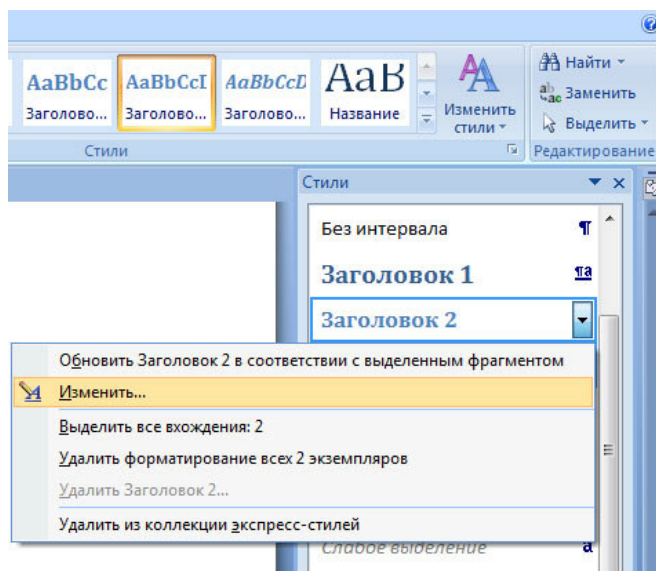 AaBbCc AaBbCcI AaBbCcD АаВ
Заголово... Заголово... Заголово... Название
Изменить стили
Найти
Заменить
Выделить
Стили
Редактирование
Стили
Без интервала
Заголовок 1
Заголовок 2
Обновить Заголовок 2 в соответствии с выделенным фрагментом
Изменить...
Выделить все вхождения: 2
Удалить форматирование всех 2 экземпляров
Удалить Заголовок 2...
Удалить из коллекции экспресс-стилей
Слабое выделение a